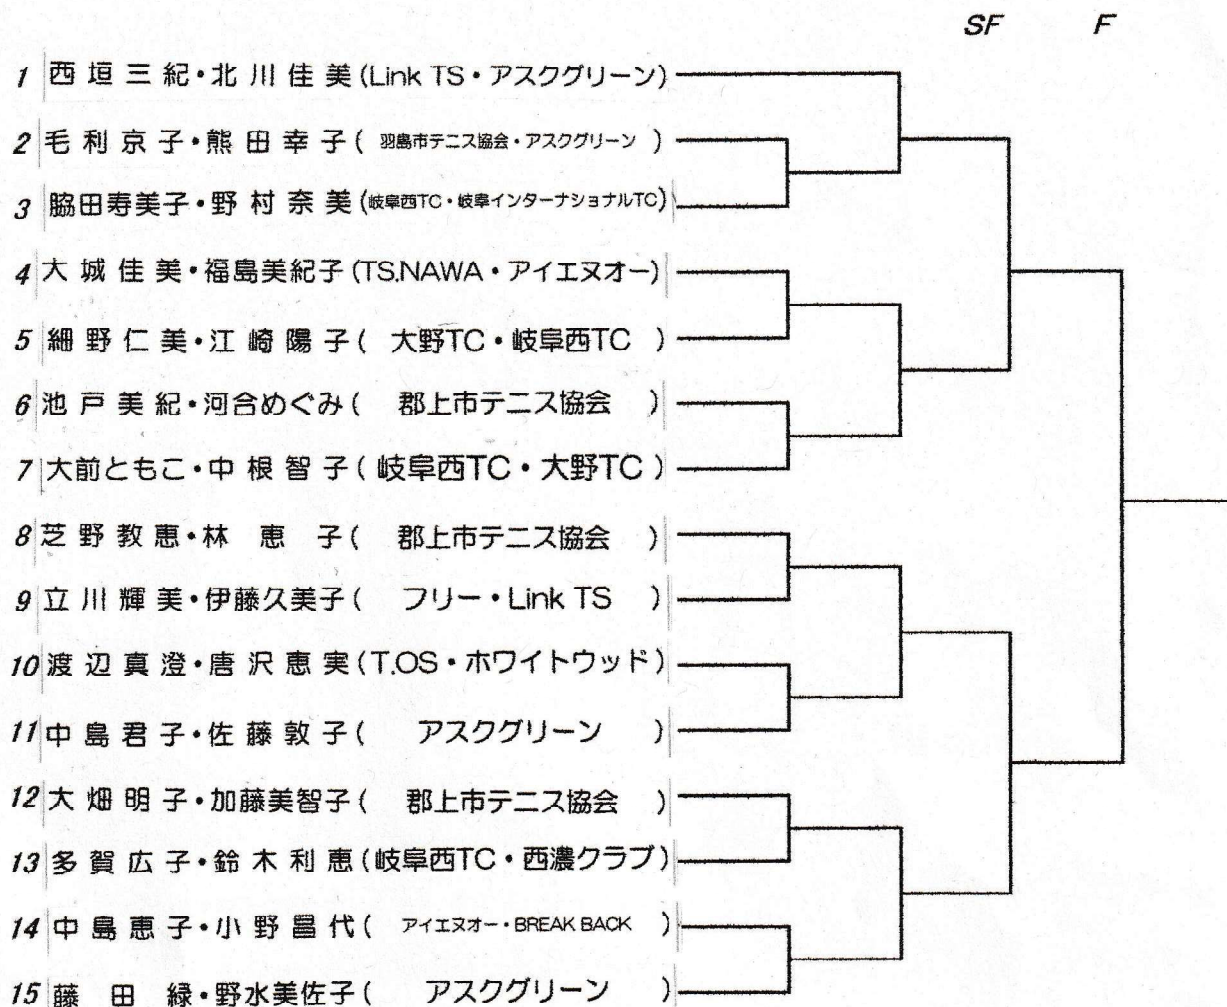 SF F
1 西垣三紀・北川佳美(Link TS・アスクグリーン)
2 毛利京子・熊田幸子(羽島市テニス協会・アスクグリーン)
3 脇田寿美子・野村奈美(岐阜西TC・岐阜インターナショナルTC)
4 大城佳美・福島美紀子(TS.NAWA・アイエヌオー)
5 細野仁美・江崎陽子(大野TC・岐阜西TC)
6 池戸美紀・河合めぐみ(郡上市テニス協会)
7 大前ともこ・中根智子(岐阜西TC・大野TC)
8 芝野教恵・林恵子(郡上市テニス協会)
9 立川輝美・伊藤久美子(フリー・Link TS)
10 渡辺真澄・唐沢恵実(T.OS・ホワイトウッド)
11 中島君子・佐藤敦子(アスクグリーン)
12 大畑明子・加藤美智子(郡上市テニス協会)
13 多賀広子・鈴木利恵(岐阜西TC・西濃クラブ)
14 中島恵子・小野昌代(アイエヌオー・BREAK BACK)
15 藤田緑・野水美佐子(アスクグリーン)